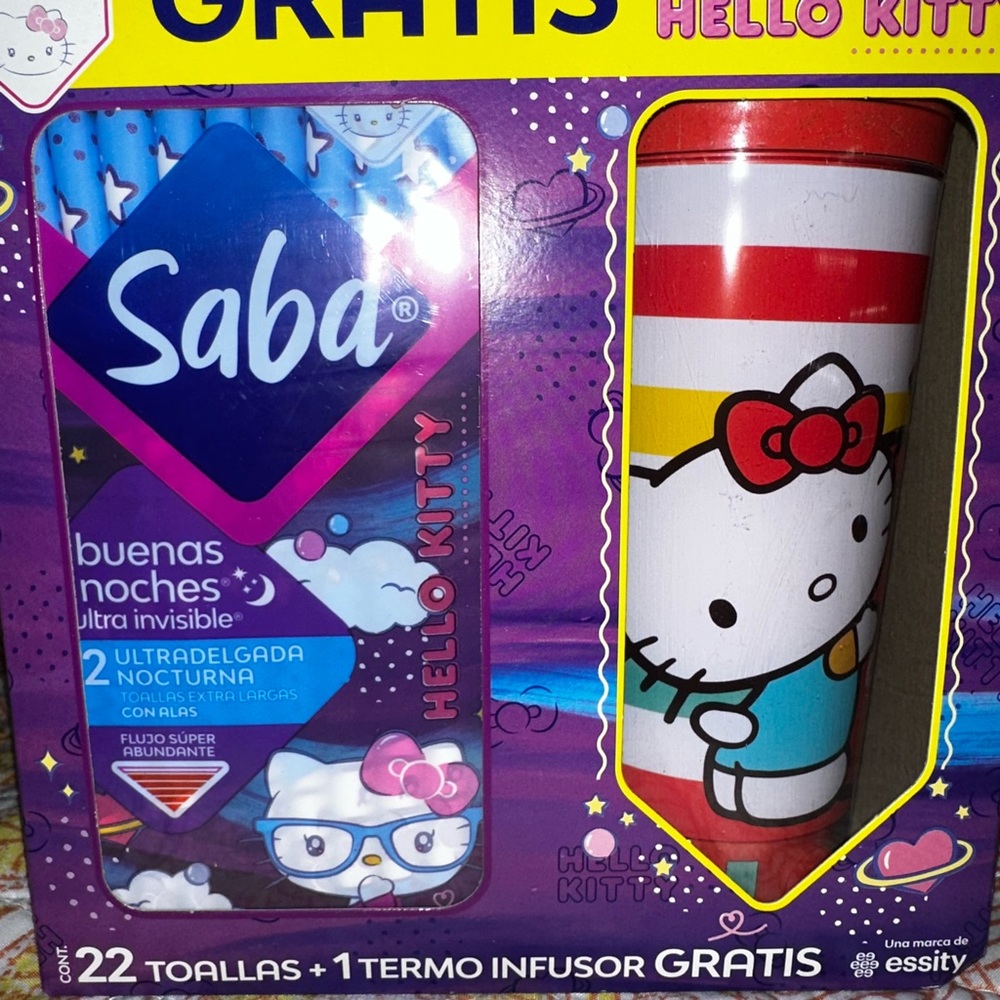 GRATIS
HELLO KITTY
Saba®
buenas
noches®
ultra invisible®
2 ULTRADELGADA
NOCTURNA
TOALLAS EXTRA LARGAS
CON ALAS
FLUJO SÚPER
ABUNDANTE
HELLO KITTY
HELLO
KITTY
CONT. 22 TOALLAS + 1 TERMO INFUSOR GRATIS
Una marca de
essity